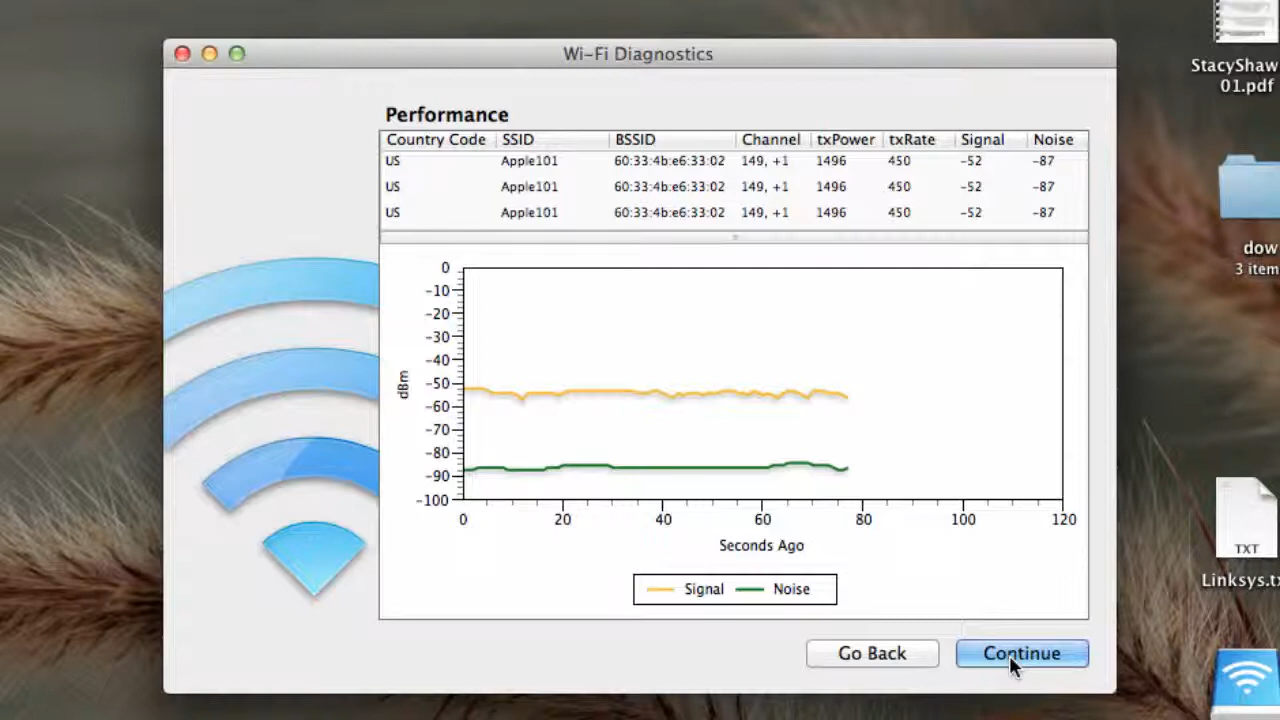 Wi-Fi Diagnostics
StacyShaw
01.pdf
Performance
Country Code SSID BSSID Channel txPower txRate Signal Noise
US Apple101 60:33:4b:e6:33:02 149, +1 1496 450 -52 -87
US Apple101 60:33:4b:e6:33:02 149, +1 1496 450 -52 -87
US Apple101 60:33:4b:e6:33:02 149, +1 1496 450 -52 -87
dow
3 item
0
-10
-20
-30
-40
-50
-60
-70
-80
-90
-100
dBm
0 20 40 60 80 100 120
Seconds Ago
Signal Noise
TXT
Linksys.tx
Go Back Continue